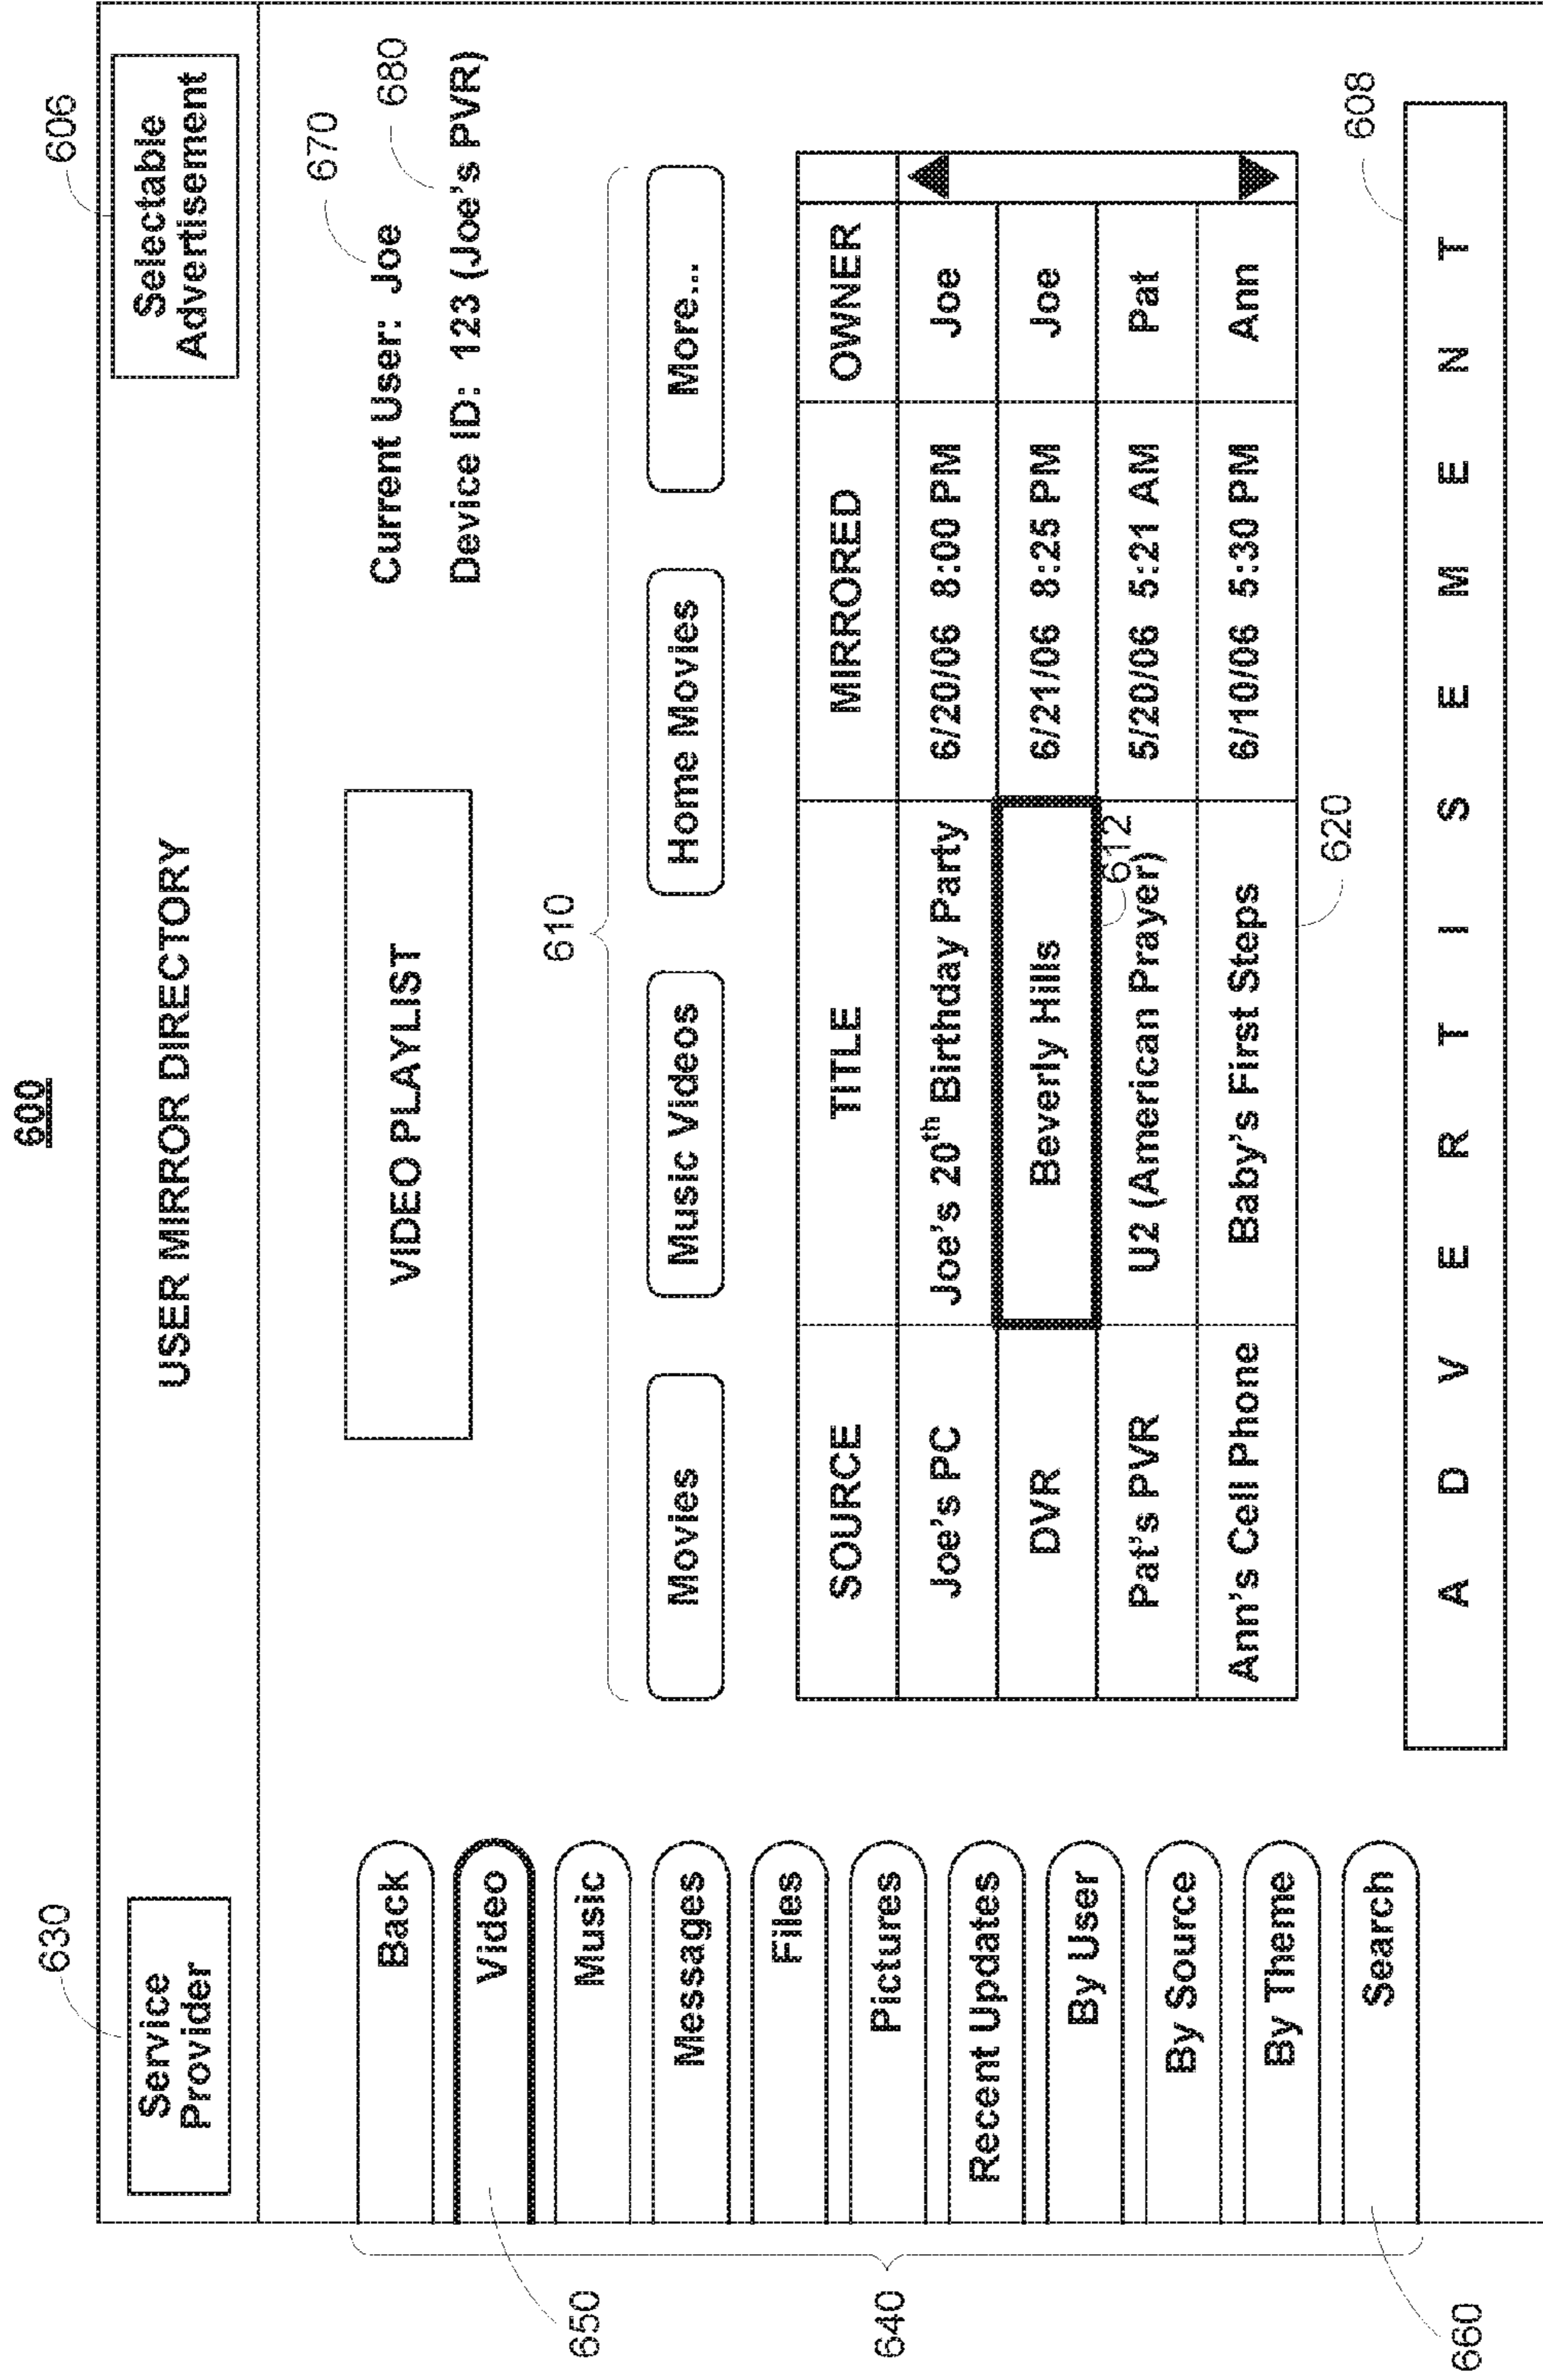 600
630
606
Service
Provider
USER MIRROR DIRECTORY
Selectable
Advertisement
670
Current User: Joe
680
Device ID: 123 (Joe's PVR)
VIDEO PLAYLIST
610
Movies
Music Videos
Home Movies
More...
650
640
660
Back
Video
Music
Messages
Files
Pictures
Recent Updates
By User
By Source
By Theme
Search
SOURCE TITLE MIRRORED OWNER
Joe's PC Joe's 20th Birthday Party 6/20/06 8:00 PM Joe
DVR Beverly Hills 6/21/06 8:25 PM Joe
612
Pat's PVR U2 (American Prayer) 5/20/06 5:21 AM Pat
Ann's Cell Phone Baby's First Steps 6/10/06 5:30 PM Ann
620
608
A D V E R T I S E M E N T